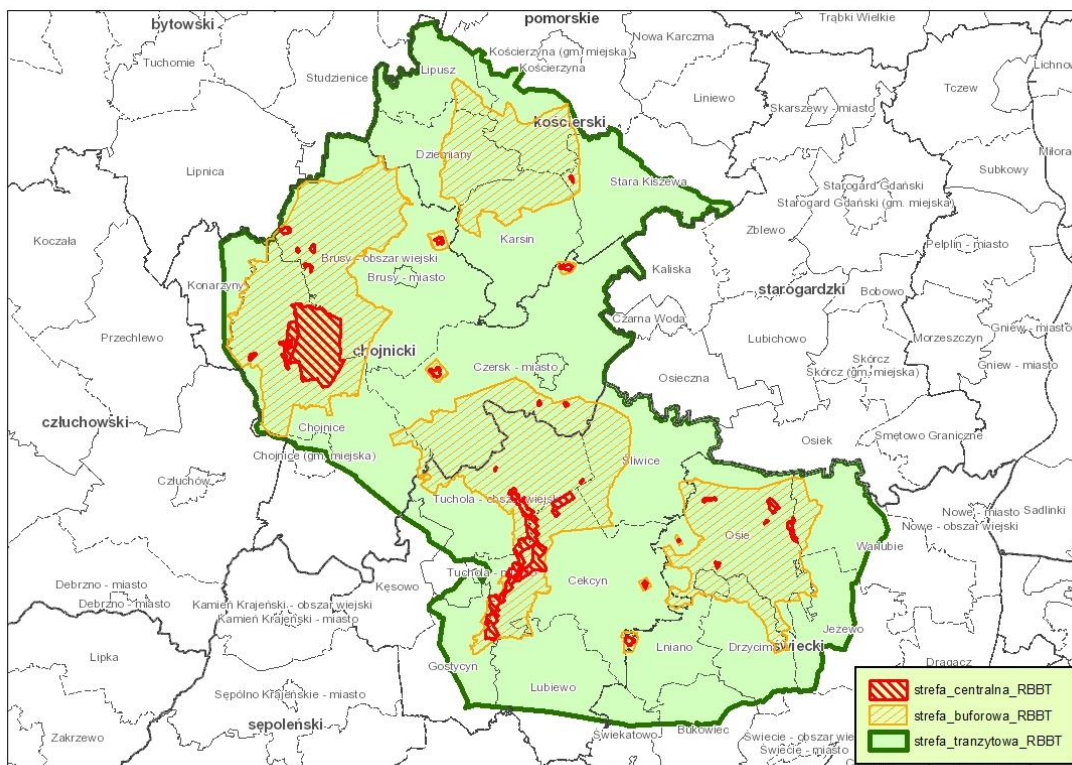 bytowski
pomorskie
Trąbki Wielkie
Tuchomie
Studzienice
Lipusz
Kościerzyna (gm. miejska)
Kościerzyna
Nowa Karczma
Liniewo
Tczew
Skarszewy - miasto
kościerski
Dziemiany
Lipnica
Stara Kiszewa
Subkowy
Starogard Gdański
Starogard Gdański (gm. miejska)
Koczała
Karsin
Zblewo
Pelplin - miasto
Brusy - obszar wiejski
Brusy - miasto
Kaliska
Konarzyny
starogardzki
Bobowo
Czarna Woda
Przechlewo
Lubichowo
Morzeszczyn
Gniew - miasto
chojnicki
Skórcz
Skórcz (gm. miejska)
Gniew - miasto
Czersk - miasto
Osieczna
człuchowski
Chojnice
Chojnice (gm. miejska)
Osiek
Smętowo Graniczne
Śliwice
Człuchów
Tuchola - obszar wiejski
Nowe - miasto
Nowe - obszar wiejski
Sadlinki
Osie
Warlubie
Tuchola - miasto
Cekcyn
Debrzno - miasto
Debrzno - miasto
Kęsowo
Kamień Krajeński - obszar wiejski
Kamień Krajeński - miasto
Jeżewo
Lipka
Gostycyn
Lniano
Drzycim
świecki
Dragacz
Lubiewo
Sępólno Krajeńskie - miasto
sępoleński
Zakrzewo
Świekatowo
Bukowiec
Świecie - obszar
Świecie - miasto
strefa_centralna_RBBT
strefa_buforowa_RBBT
strefa_tranzytowa_RBBT